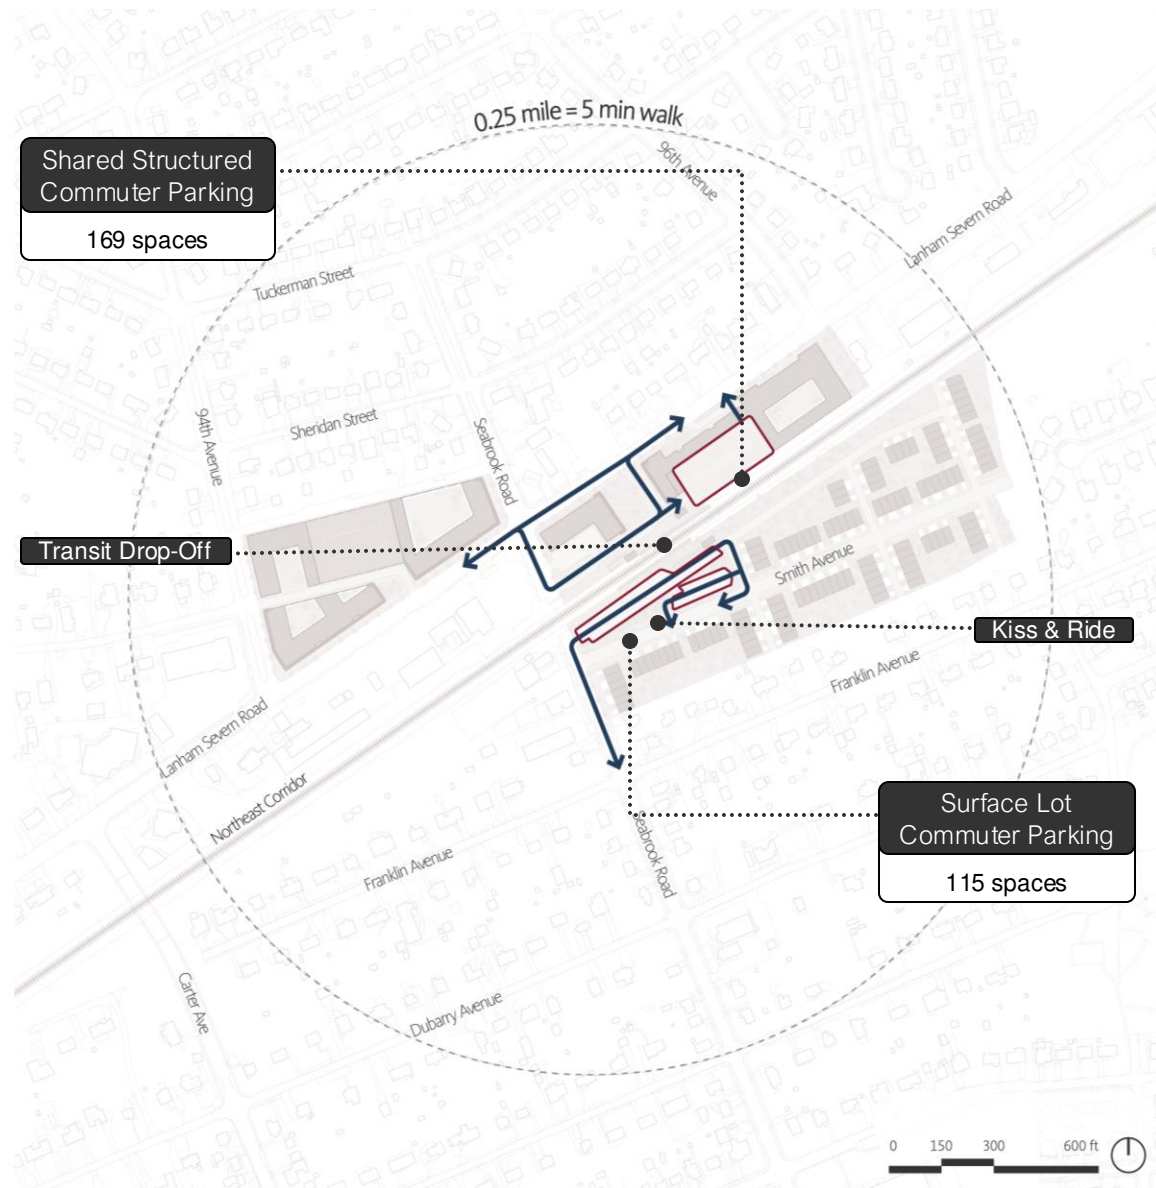 0.25 mile = 5 min walk
Shared Structured
Commuter Parking
169 spaces
96th Avenue
Lanham Severn Road
Tuckerman Street
94th Avenue
Sheridan Street
Seabrook Road
Transit Drop-Off
Smith Avenue
Kiss & Ride
Franklin Avenue
Lanham Severn Road
Northeast Corridor
Surface Lot
Commuter Parking
115 spaces
Seabrook Road
Franklin Avenue
Carter Ave
Dubarry Avenue
0 150 300 600 ft